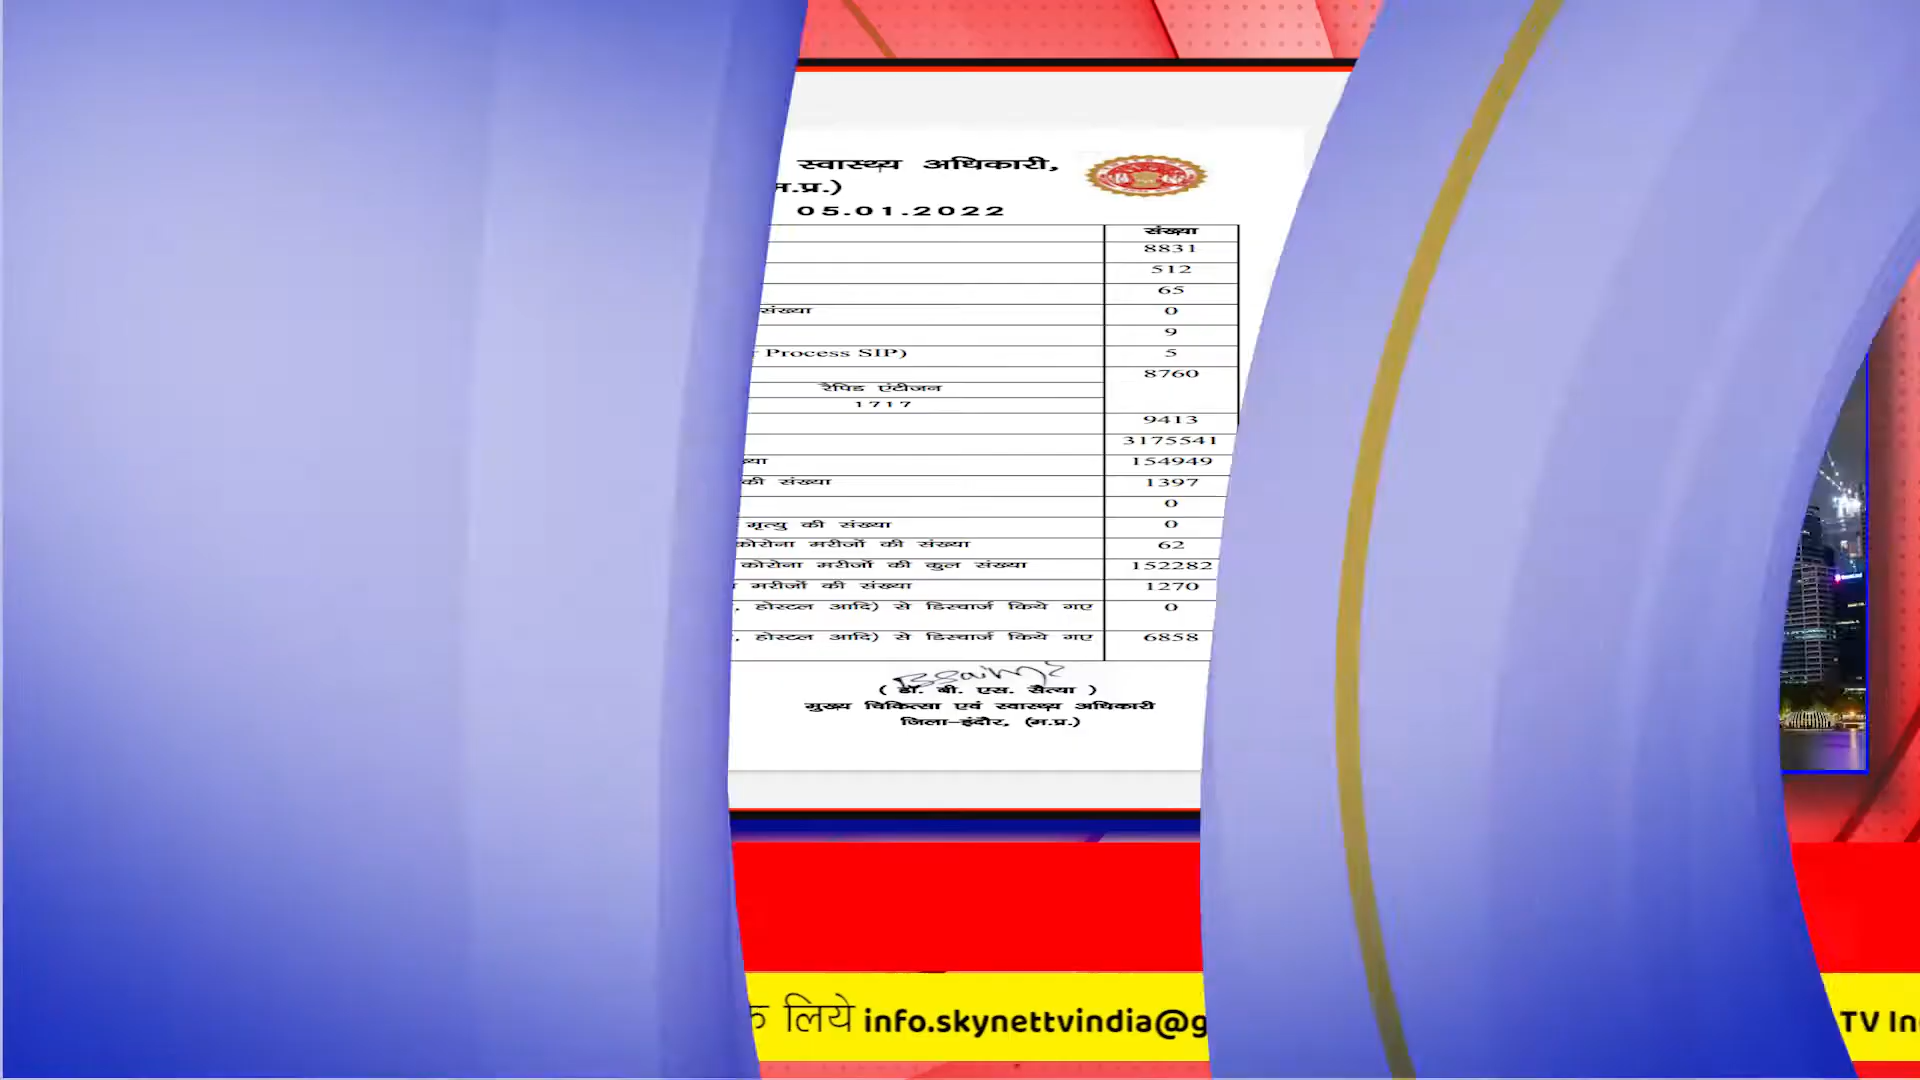 स्वास्थ्य अधिकारी,
म.प्र.)
05.01.2022
संख्या
8831
512
65
संख्या 0
9
Process SIP) 5
8760
रैपिड एंटीजन
1717
9413
3175541
154949
की संख्या 1397
0
मृत्यु की संख्या 0
कोरोना मरीजों की संख्या 62
कोरोना मरीजों की कुल संख्या 152282
मरीजों की संख्या 1270
होस्टल आदि) से डिस्चार्ज किये गए 0
होस्टल आदि) से डिस्चार्ज किये गए 6858
( डॉ. बी. एस. सैत्या )
मुख्य चिकित्सा एवं स्वास्थ्य अधिकारी
जिला-इंदौर, (म.प्र.)
के लिये info.skynettvindia@g
TV In